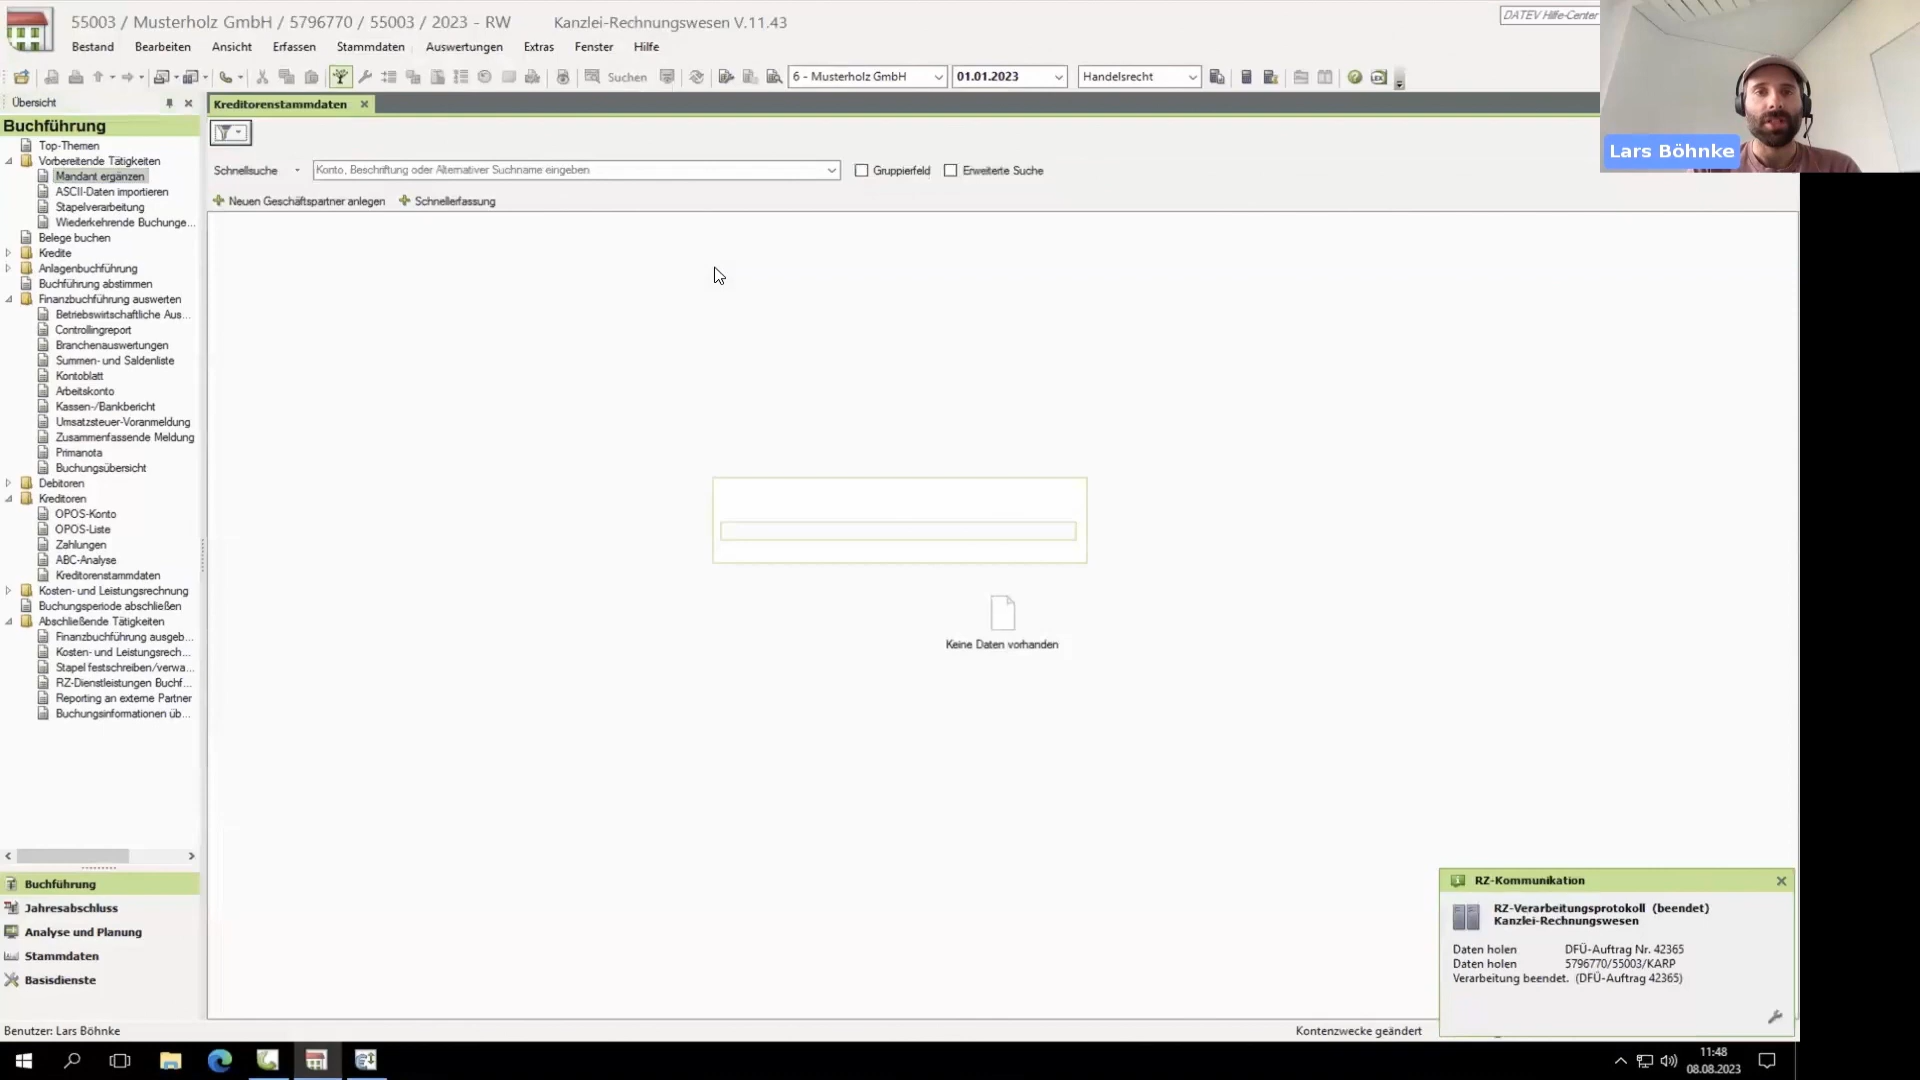 55003 / Musterholz GmbH / 5796770 / 55003 / 2023 - RW
Kanzlei-Rechnungswesen V.11.43
DATEV Hilfe-Center
Bestand
Bearbeiten
Ansicht
Erfassen
Stammdaten
Auswertungen
Extras
Fenster
Hilfe
Suchen
6 - Musterholz GmbH
01.01.2023
Handelsrecht
Lars Böhnke
Übersicht
Buchführung
Top-Themen
Vorbereitende Tätigkeiten
Mandant ergänzen
ASCII-Daten importieren
Stapelverarbeitung
Wiederkehrende Buchunge...
Belege buchen
Kredite
Anlagenbuchführung
Buchführung abstimmen
Finanzbuchführung auswerten
Betriebswirtschaftliche Aus...
Controllingreport
Branchenauswertungen
Summen- und Saldenliste
Kontoblatt
Arbeitskonto
Kassen-/Bankbericht
Umsatzsteuer-Voranmeldung
Zusammenfassende Meldung
Primanota
Buchungsübersicht
Debitoren
Kreditoren
OPOS-Konto
OPOS-Liste
Zahlungen
ABC-Analyse
Kreditorenstammdaten
Kosten- und Leistungsrechnung
Buchungsperiode abschließen
Abschließende Tätigkeiten
Finanzbuchführung ausgeb...
Kosten- und Leistungsrech...
Stapel festschreiben/verwa...
RZ-Dienstleistungen Buchf...
Reporting an externe Partner
Buchungsinformationen üb...
Buchführung
Jahresabschluss
Analyse und Planung
Stammdaten
Basisdienste
Kreditorenstammdaten
Schnellsuche
Konto, Beschriftung oder Alternativer Suchname eingeben
Gruppierfeld
Erweiterte Suche
Neuen Geschäftspartner anlegen
Schnellerfassung
Keine Daten vorhanden
RZ-Kommunikation
RZ-Verarbeitungsprotokoll (beendet)
Kanzlei-Rechnungswesen
Daten holen DFÜ-Auftrag Nr. 42365
Daten holen 5796770/55003/KARP
Verarbeitung beendet. (DFÜ-Auftrag 42365)
Benutzer: Lars Böhnke
Kontenzwecke geändert
11:48
08.08.2023